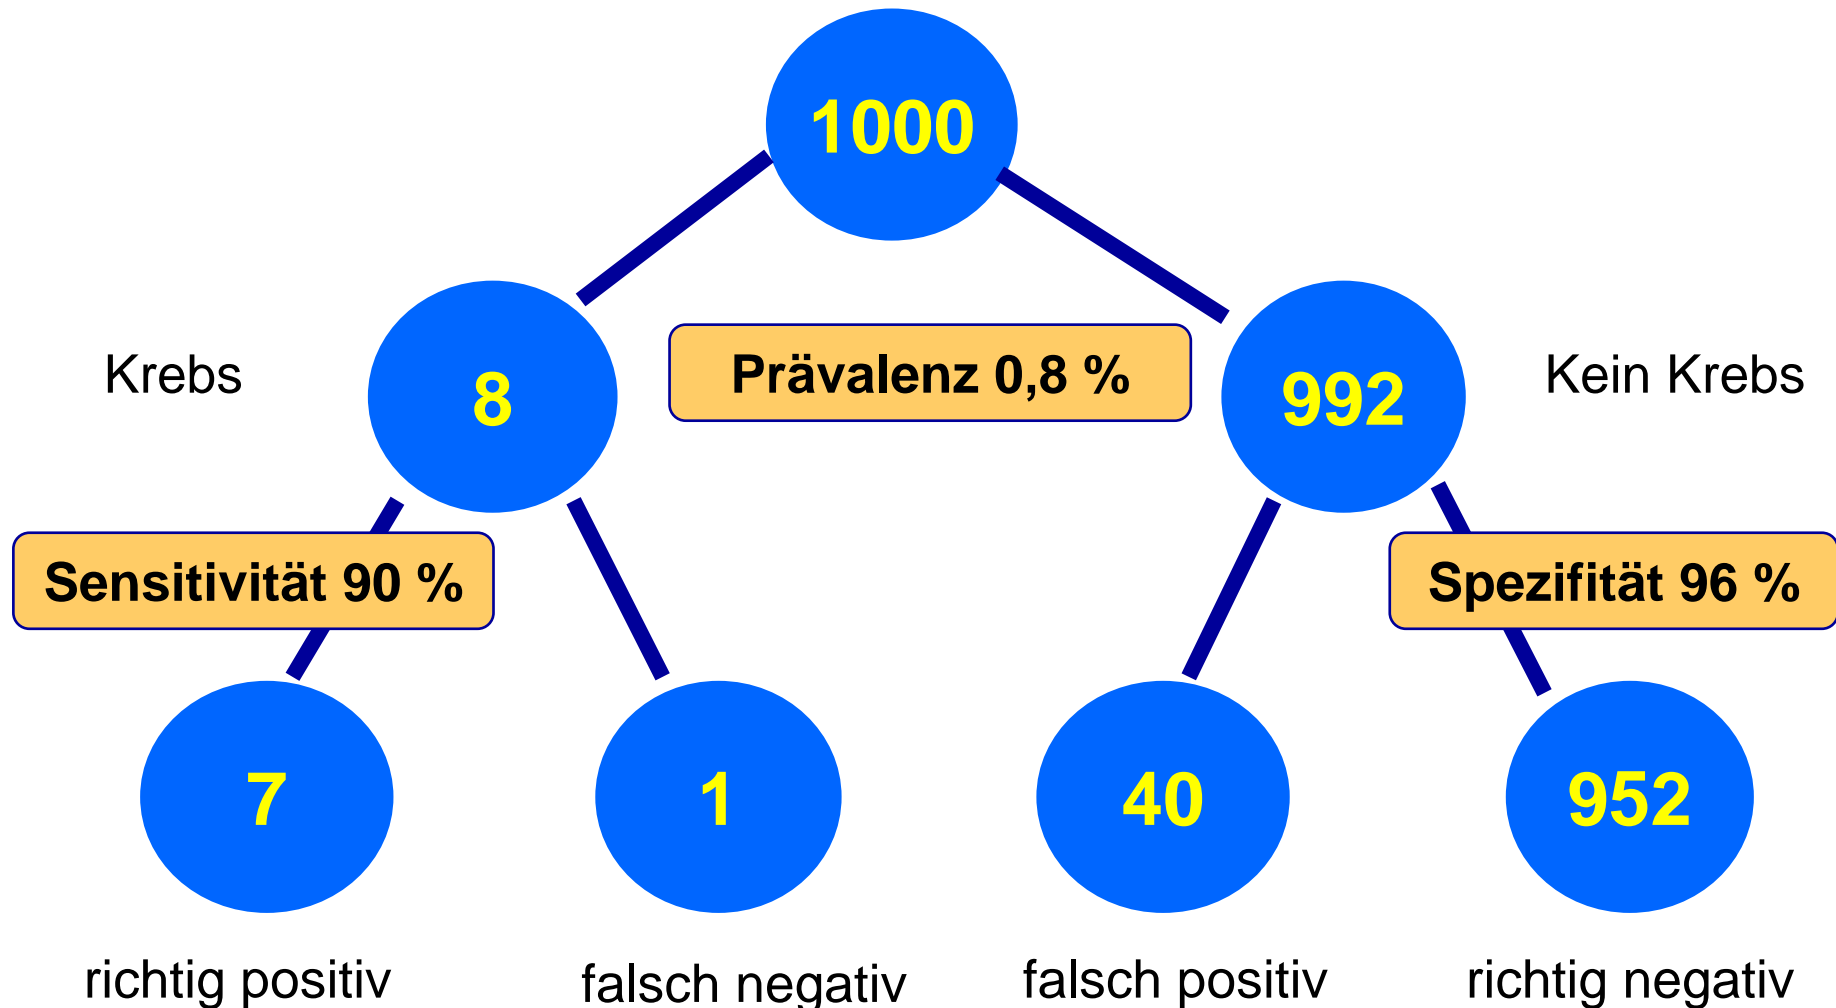 1000
Krebs
8
Prävalenz 0,8 %
992
Kein Krebs
Sensitivität 90 %
Spezifität 96 %
7
1
40
952
richtig positiv
falsch negativ
falsch positiv
richtig negativ